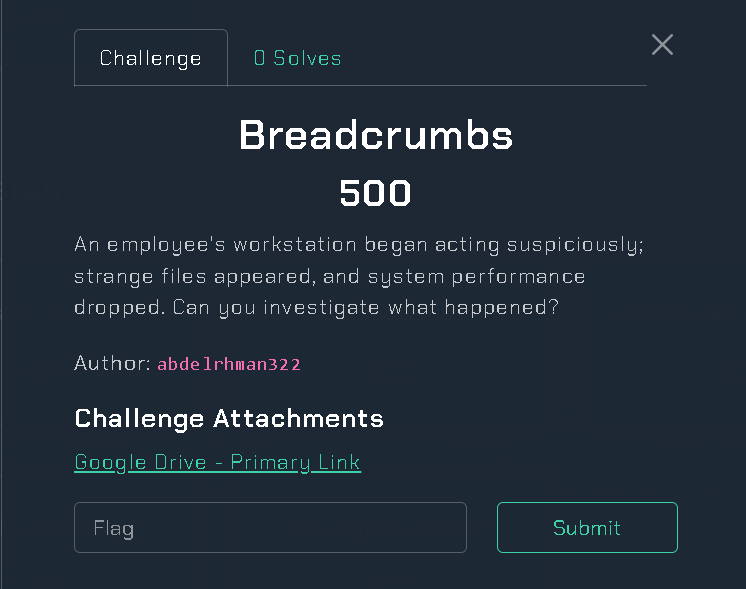 Challenge
0 Solves
Breadcrumbs
500
An employee's workstation began acting suspiciously;
strange files appeared, and system performance
dropped. Can you investigate what happened?
Author: abdelrhman322
Challenge Attachments
Google Drive - Primary Link
Flag
Submit